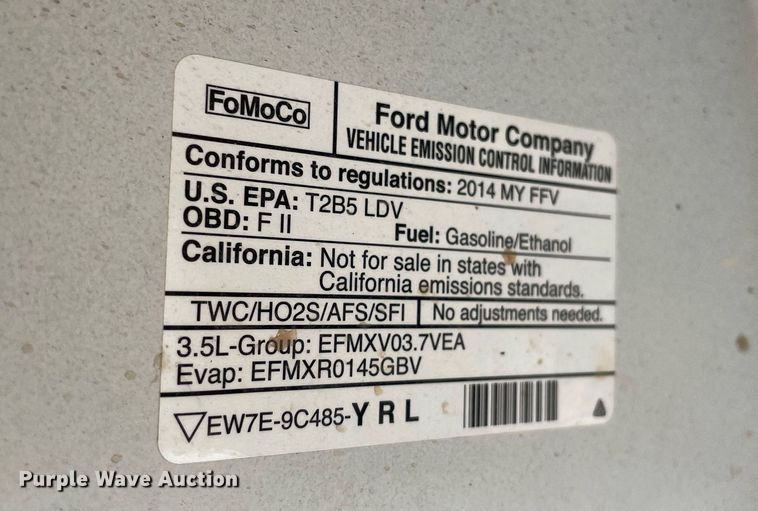 FoMoCo
Ford Motor Company
VEHICLE EMISSION CONTROL INFORMATION
Conforms to regulations: 2014 MY FFV
U.S. EPA: T2B5 LDV
OBD: F II Fuel: Gasoline/Ethanol
California: Not for sale in states with
California emissions standards.
TWC/HO2S/AFS/SFI No adjustments needed.
3.5L-Group: EFMXV03.7VEA
Evap: EFMXR0145GBV
EW7E-9C485-YRL
Purple Wave Auction